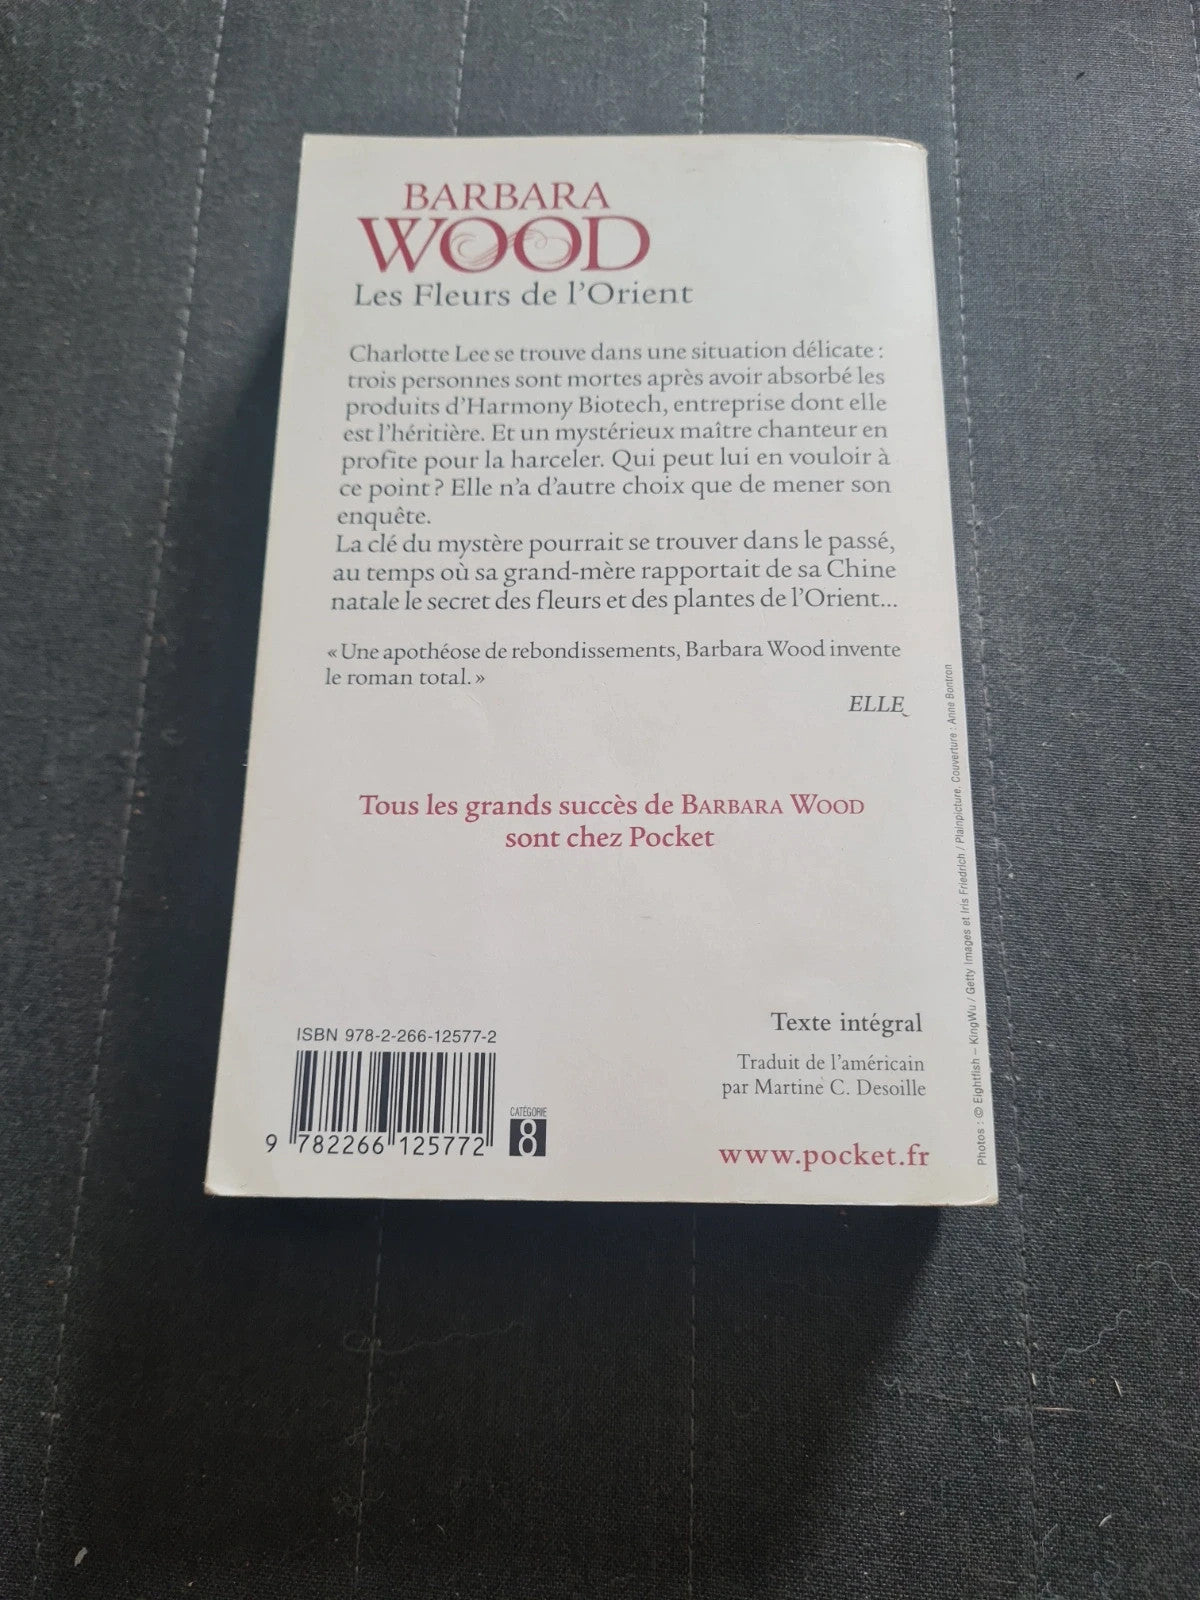 BARBARA
WOOD
Les Fleurs de l'Orient
Charlotte Lee se trouve dans une situation délicate :
trois personnes sont mortes après avoir absorbé les
produits d'Harmony Biotech, entreprise dont elle
est l'héritière. Et un mystérieux maître chanteur en
profite pour la harceler. Qui peut lui en vouloir à
ce point ? Elle n'a d'autre choix que de mener son
enquête.
La clé du mystère pourrait se trouver dans le passé,
au temps où sa grand-mère rapportait de sa Chine
natale le secret des fleurs et des plantes de l'Orient...
« Une apothéose de rebondissements, Barbara Wood invente
le roman total. »
ELLE
Tous les grands succès de BARBARA WOOD
sont chez Pocket
ISBN 978-2-266-12577-2
9 782266 125772
CATÉGORIE
8
Texte intégral
Traduit de l'américain
par Martine C. Desoille
www.pocket.fr
Photos : © Eightfish – KingWu / Getty Images et Iris Friedrich / Plainpicture. Couverture : Anne Bontron